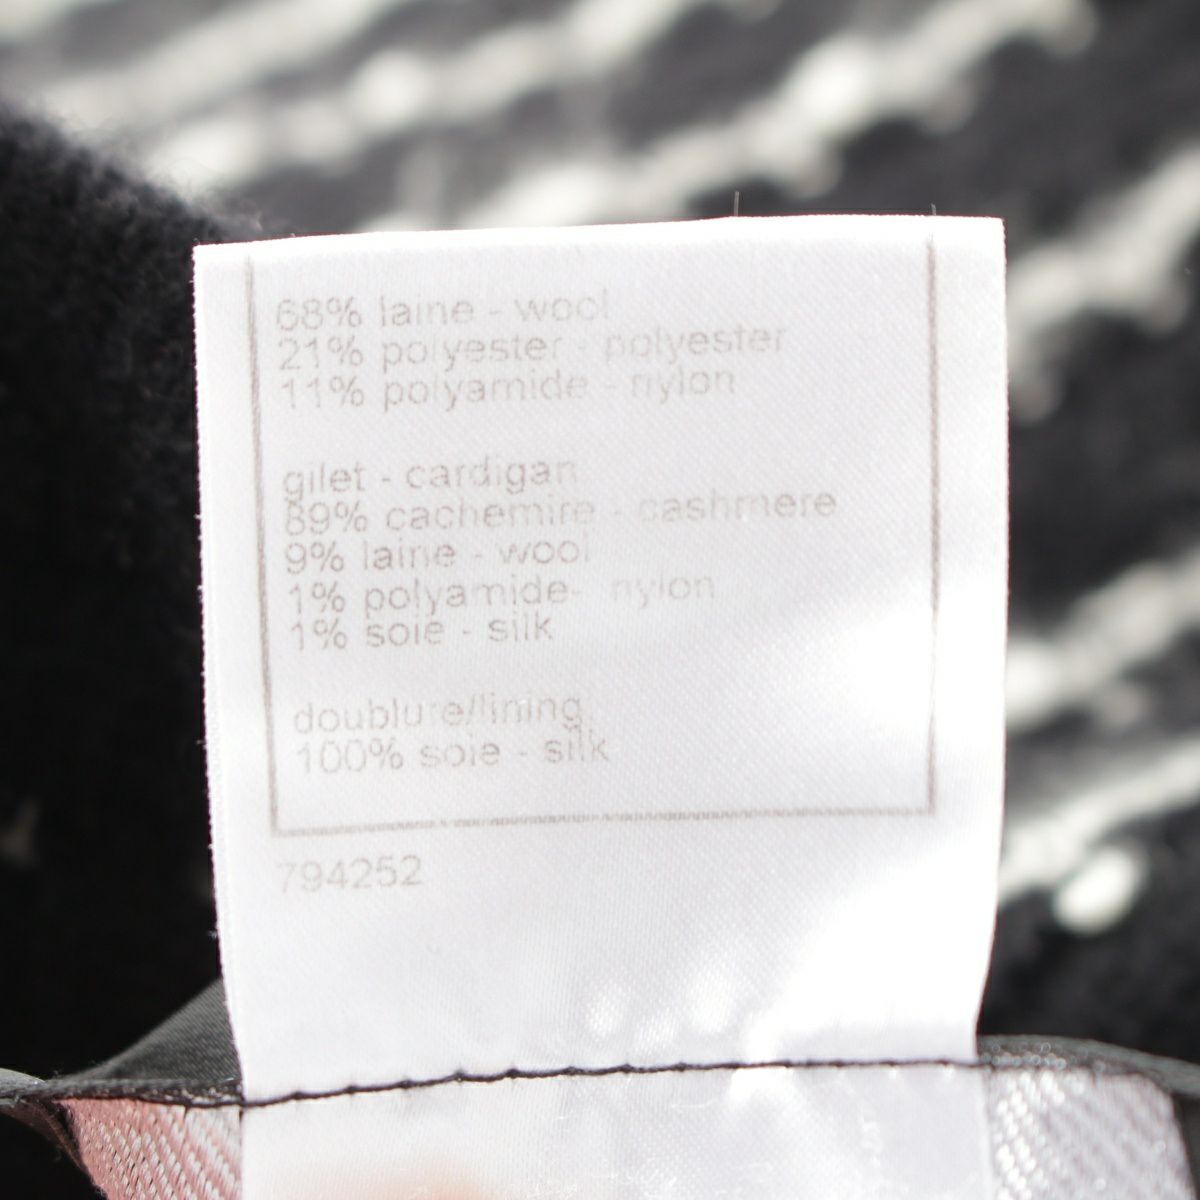 68% laine - wool
21% polyester - polyester
11% polyamide - nylon
gilet - cardigan
89% cachemire - cashmere
9% laine - wool
1% polyamide- nylon
1% soie - silk
doublure/lining
100% soie - silk
794252